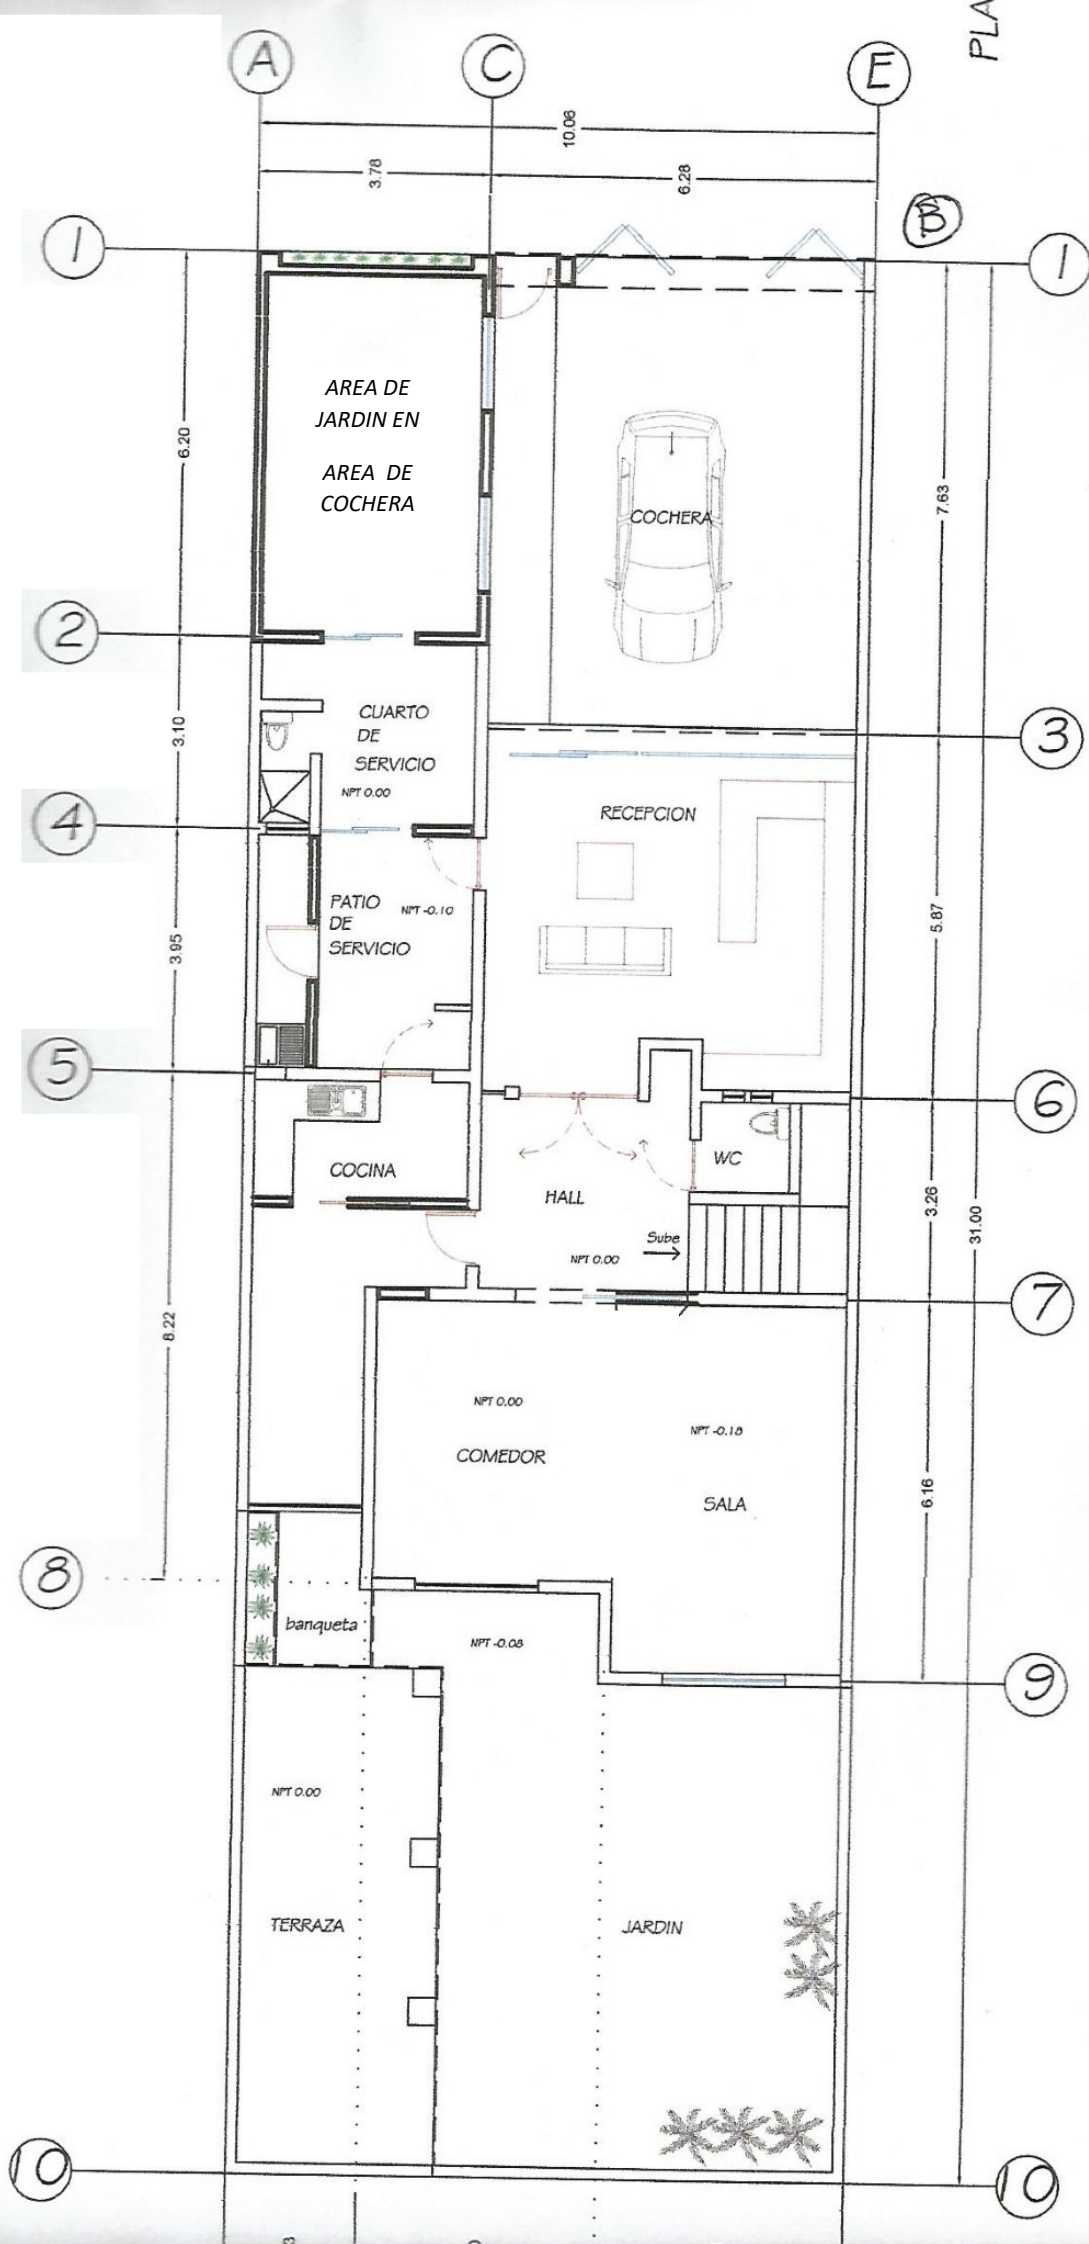 PLA
A
C
E
10.06
3.78
6.28
B
1
1
6.20
AREA DE
JARDIN EN
AREA DE
COCHERA
7.63
COCHERA
2
3.10
CUARTO
DE
SERVICIO
NPT 0.00
3
RECEPCION
4
3.95
PATIO
DE
SERVICIO
NPT -0.10
5.87
5
6
COCINA
WC
HALL
3.26
31.00
Sube
NPT 0.00
7
8.22
NPT 0.00
COMEDOR
NPT -0.18
SALA
6.16
8
banqueta
NPT -0.08
9
NPT 0.00
TERRAZA
JARDIN
10
10